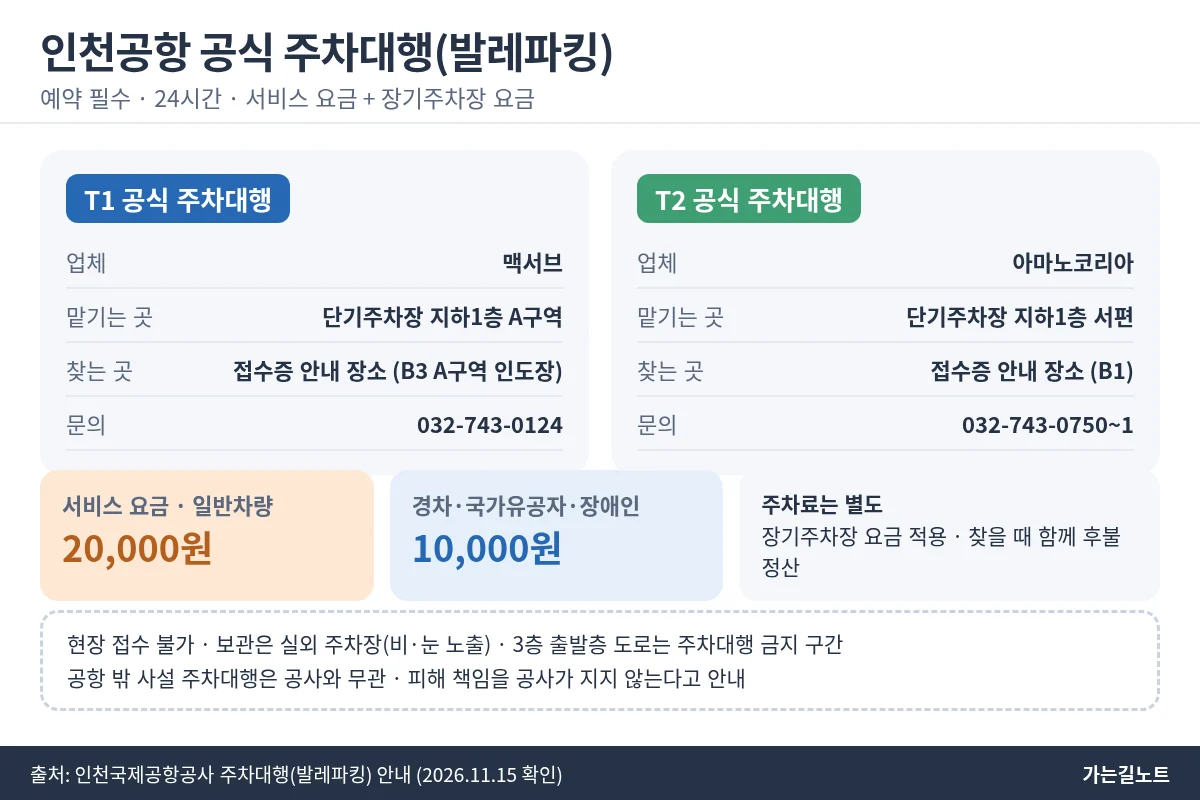 인천공항 공식 주차대행(발레파킹)
예약 필수 · 24시간 · 서비스 요금 + 장기주차장 요금
T1 공식 주차대행
업체 맥서브
맡기는 곳 단기주차장 지하1층 A구역
찾는 곳 접수증 안내 장소 (B3 A구역 인도장)
문의 032-743-0124
T2 공식 주차대행
업체 아마노코리아
맡기는 곳 단기주차장 지하1층 서편
찾는 곳 접수증 안내 장소 (B1)
문의 032-743-0750~1
서비스 요금 · 일반차량
20,000원
경차·국가유공자·장애인
10,000원
주차료는 별도
장기주차장 요금 적용 · 찾을 때 함께 후불
정산
현장 접수 불가 · 보관은 실외 주차장(비·눈 노출) · 3층 출발층 도로는 주차대행 금지 구간
공항 밖 사설 주차대행은 공사와 무관 · 피해 책임을 공사가 지지 않는다고 안내
출처: 인천국제공항공사 주차대행(발레파킹) 안내 (2026.11.15 확인)
가는길노트